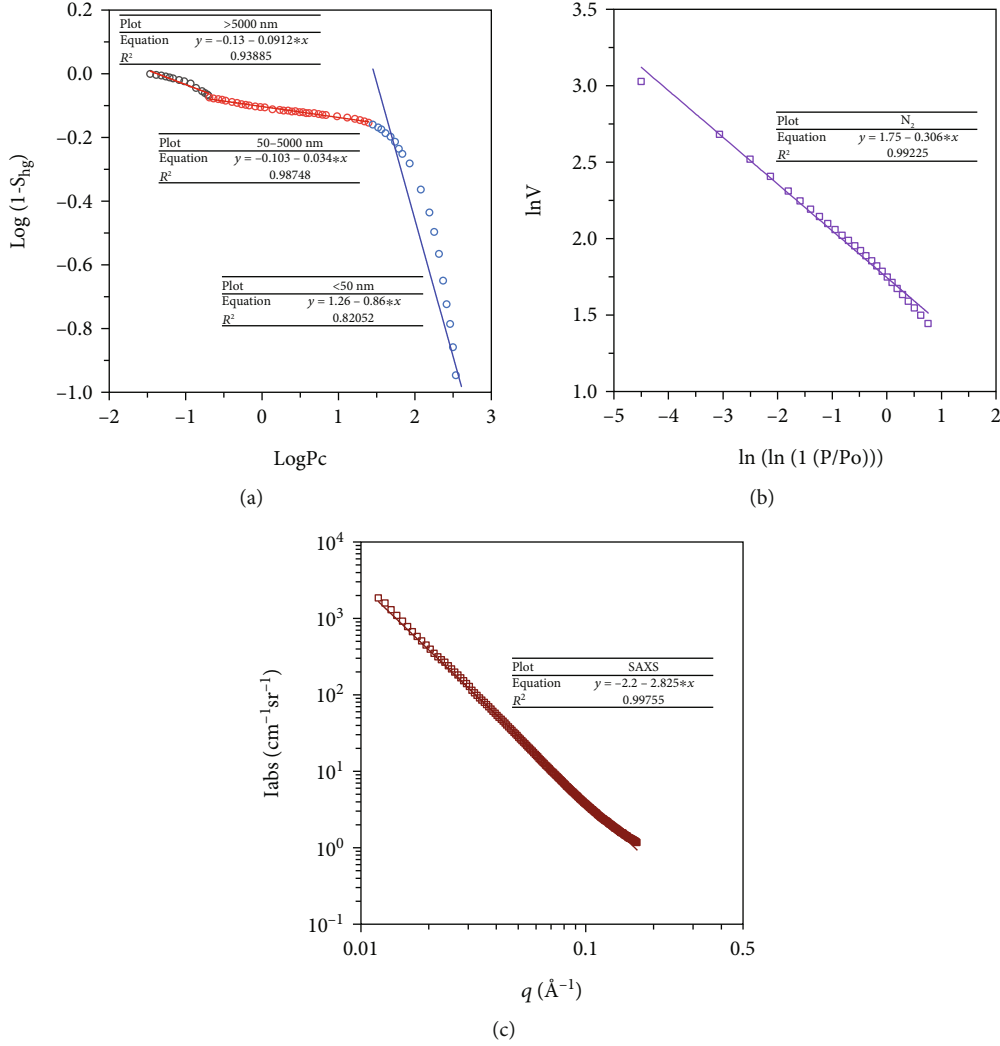 0.2
0.0
−0.2
−0.4
−0.6
−0.8
−1.0
Log (1-S_hg)
Plot >5000 nm
Equation y = −0.13 − 0.0912*x
R² 0.93885
Plot 50–5000 nm
Equation y = −0.103 − 0.034*x
R² 0.98748
Plot <50 nm
Equation y = 1.26 − 0.86*x
R² 0.82052
−2 −1 0 1 2 3
LogPc
(a)
3.5
3.0
2.5
2.0
1.5
1.0
lnV
Plot N₂
Equation y = 1.75 − 0.306*x
R² 0.99225
−5 −4 −3 −2 −1 0 1 2
ln (ln (1 (P/Po)))
(b)
10⁴
10³
10²
10¹
10⁰
10⁻¹
Iabs (cm⁻¹sr⁻¹)
Plot SAXS
Equation y = −2.2 − 2.825*x
R² 0.99755
0.01 0.1 0.5
q (Å⁻¹)
(c)